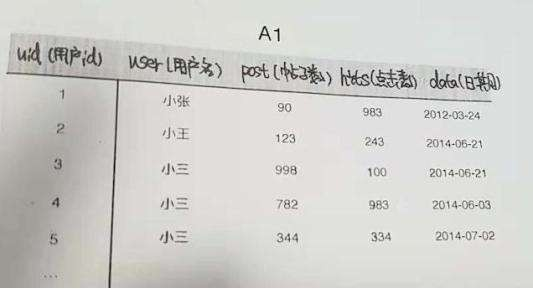 A1
uid (用户id) user (用户名) post (帖子数) hits (点击数) data (日期)
1 小张 90 983 2012-03-24
2 小王 123 243 2014-06-21
3 小三 998 100 2014-06-21
4 小三 782 983 2014-06-03
5 小三 344 334 2014-07-02
...